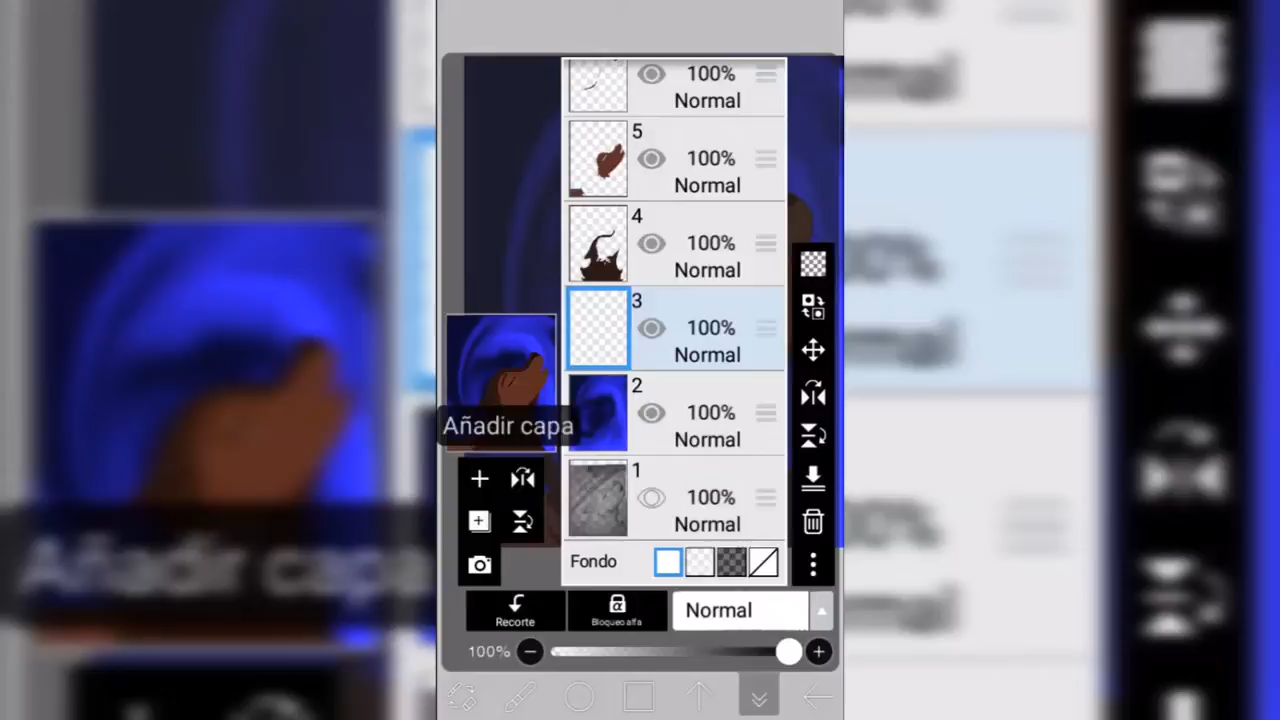 100%
Normal
5
100%
Normal
4
100%
Normal
3
100%
Normal
2
100%
Normal
Añadir capa
1
100%
Normal
Fondo
Recorte
α
Bloqueo alfa
Normal
100%